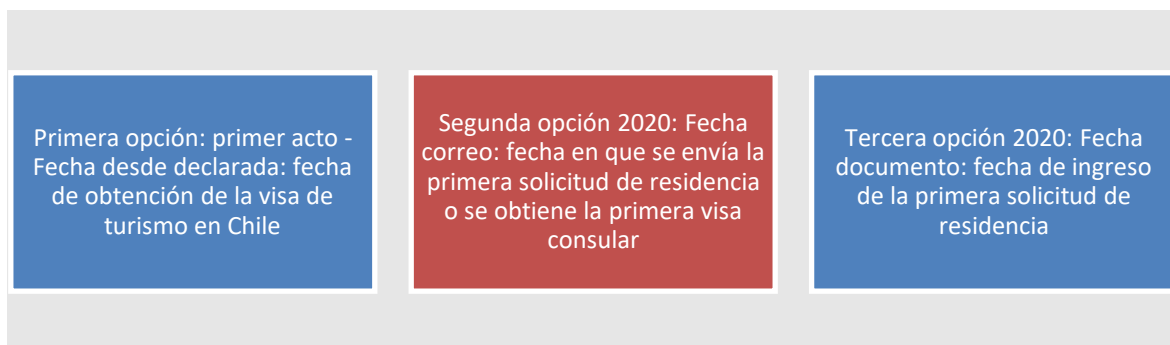 Primera opción: primer acto -
Fecha desde declarada: fecha
de obtención de la visa de
turismo en Chile
Segunda opción 2020: Fecha
correo: fecha en que se envía la
primera solicitud de residencia
o se obtiene la primera visa
consular
Tercera opción 2020: Fecha
documento: fecha de ingreso
de la primera solicitud de
residencia